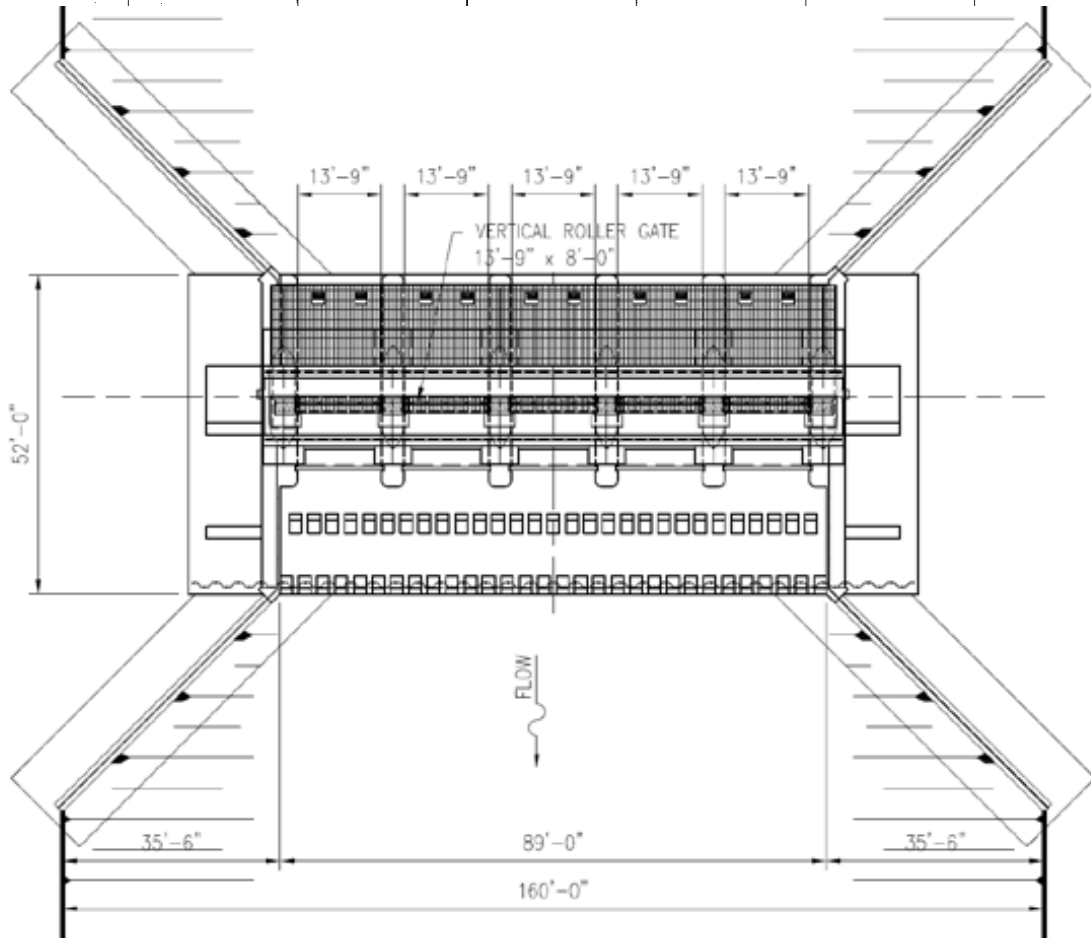 13'-9" 13'-9" 13'-9" 13'-9" 13'-9"
VERTICAL ROLLER GATE
13'-9" x 8'-0"
52'-0"
FLOW
35'-6" 89'-0" 35'-6"
160'-0"